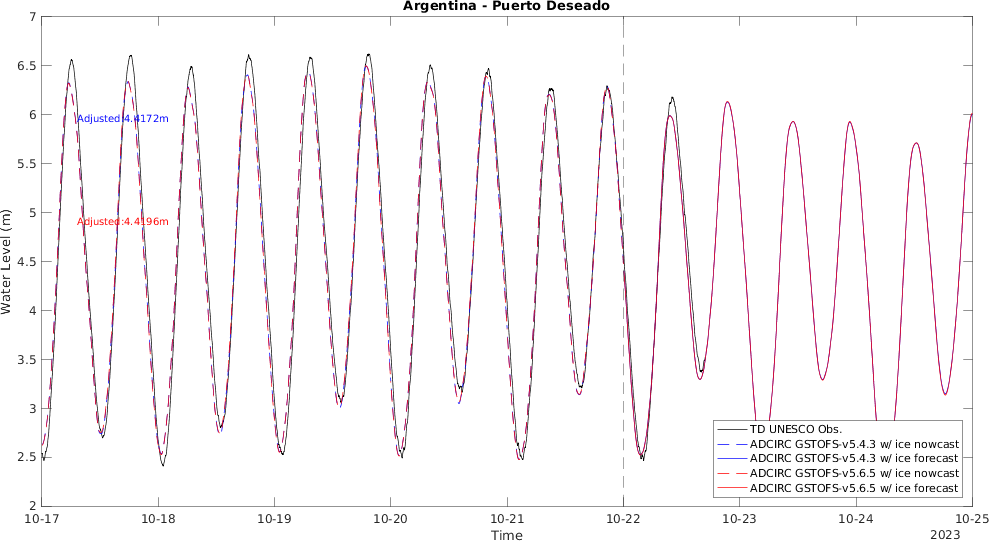 Argentina - Puerto Deseado
7
6.5
6
5.5
5
4.5
4
3.5
3
2.5
2
Water Level (m)
Adjusted:4.4172m
Adjusted:4.4196m
TD UNESCO Obs.
ADCIRC GSTOFS-v5.4.3 w/ ice nowcast
ADCIRC GSTOFS-v5.4.3 w/ ice forecast
ADCIRC GSTOFS-v5.6.5 w/ ice nowcast
ADCIRC GSTOFS-v5.6.5 w/ ice forecast
10-17 10-18 10-19 10-20 10-21 10-22 10-23 10-24 10-25
Time
2023